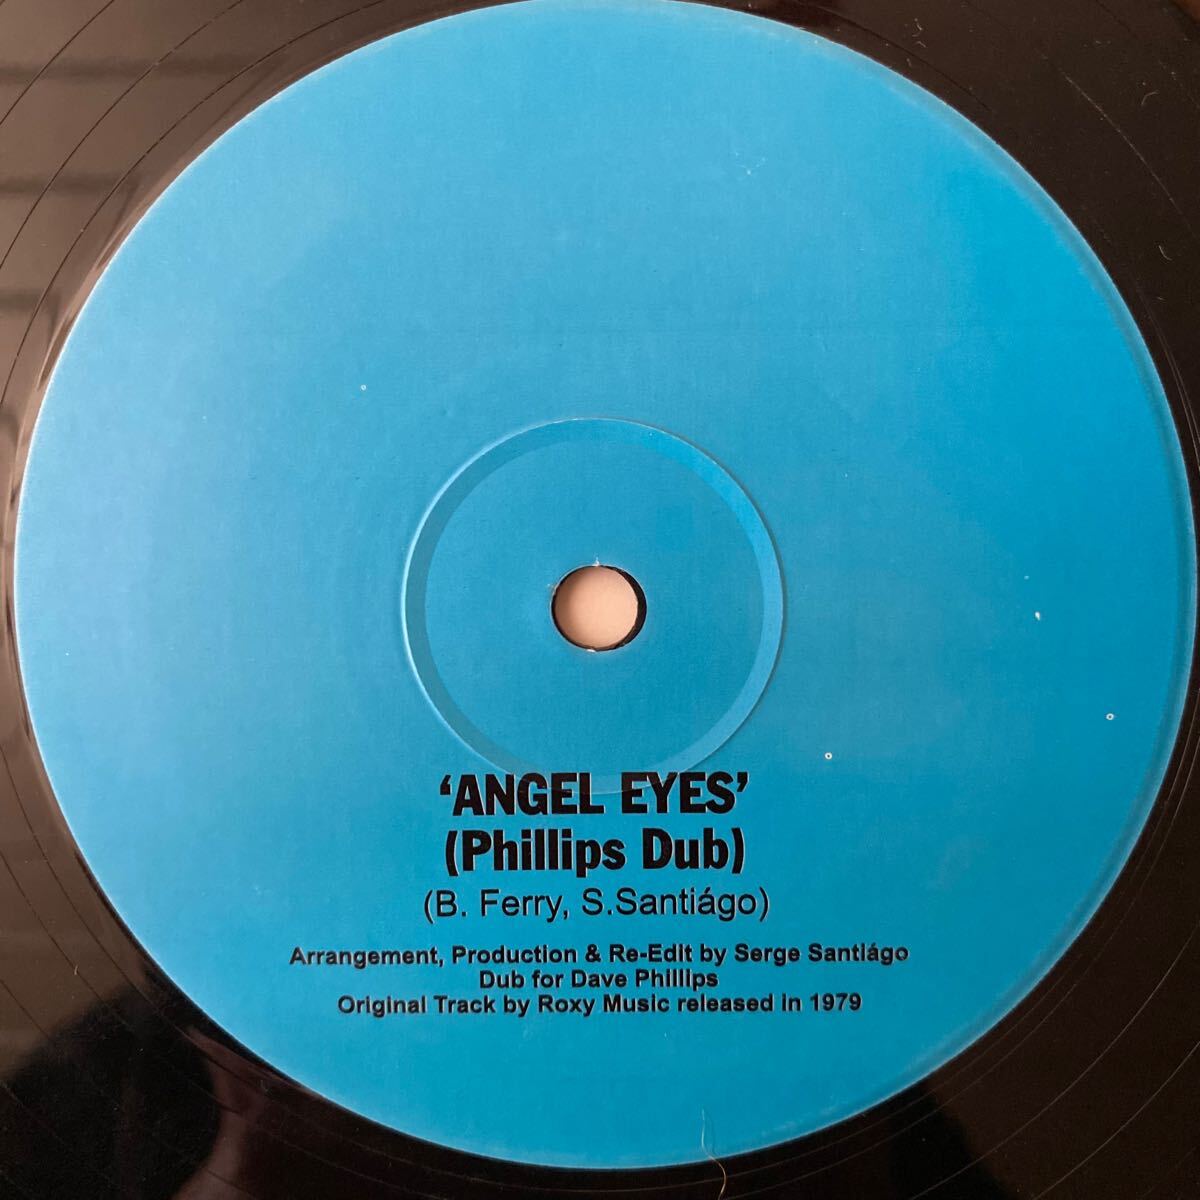 ‘ANGEL EYES’
(Phillips Dub)
(B. Ferry, S.Santiágo)
Arrangement, Production & Re-Edit by Serge Santiágo
Dub for Dave Phillips
Original Track by Roxy Music released in 1979